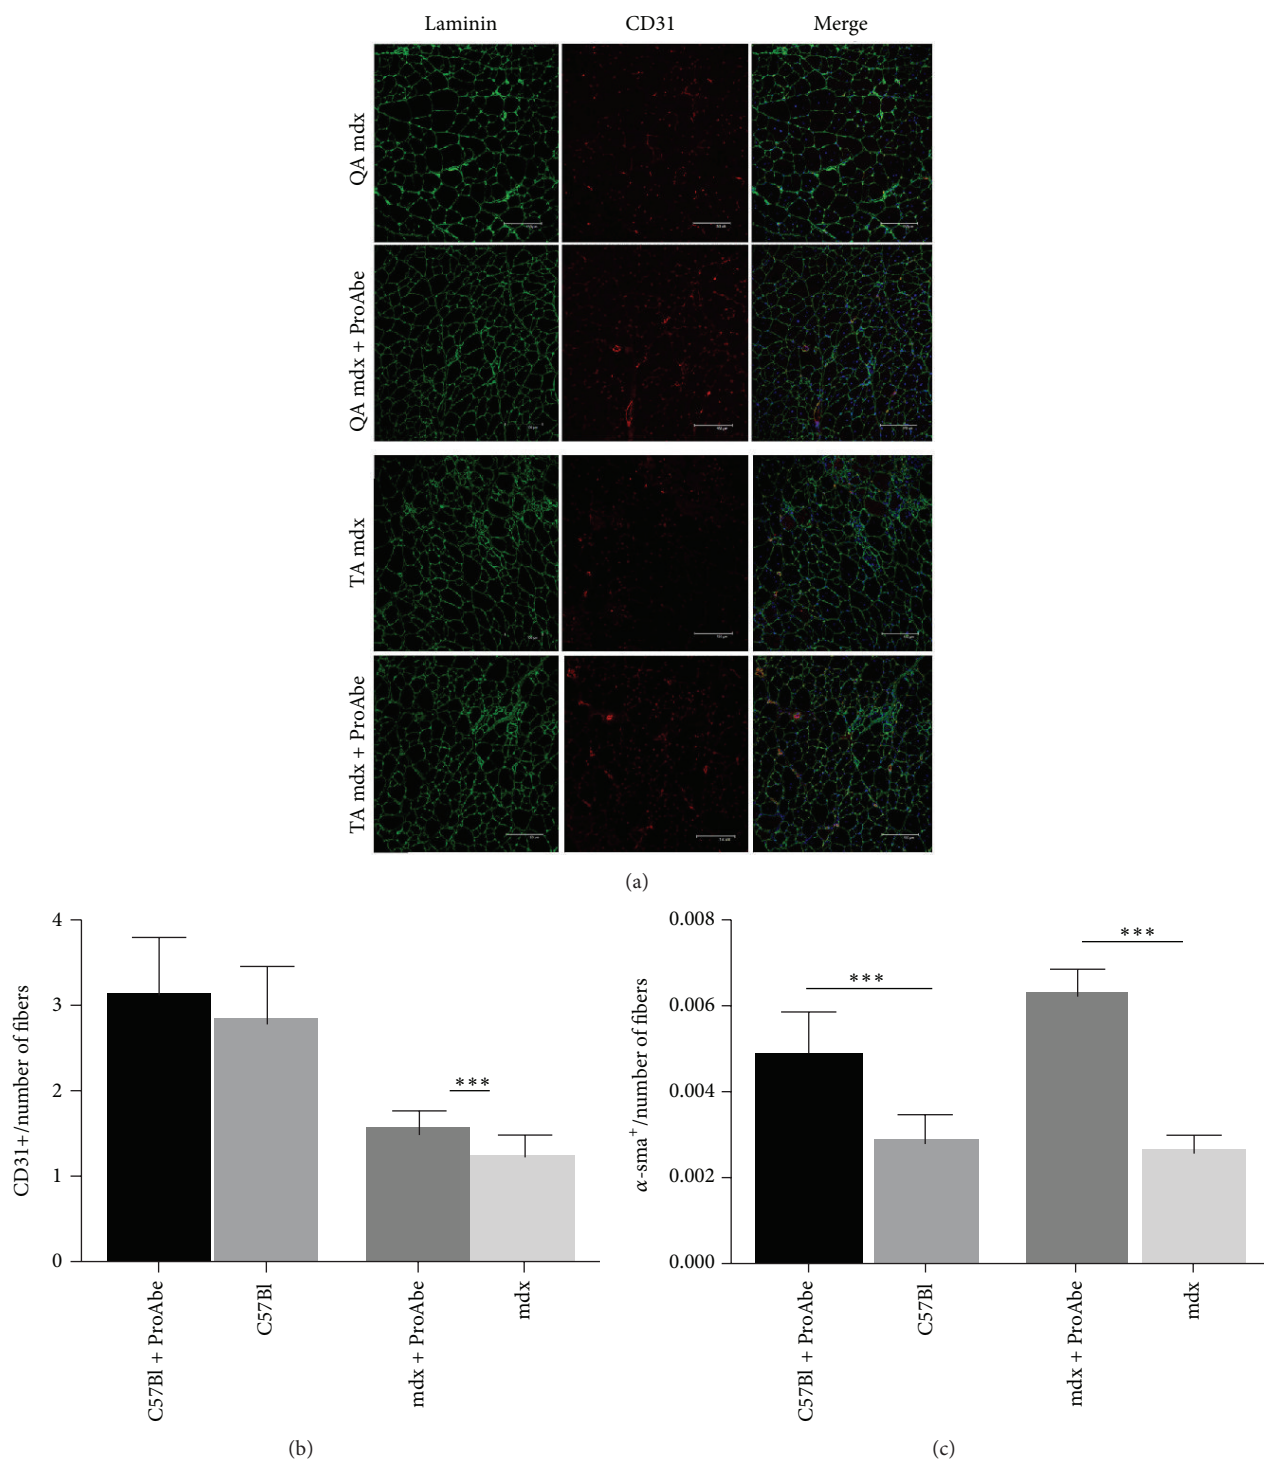 Laminin CD31 Merge
QA mdx
QA mdx + ProAbe
TA mdx
TA mdx + ProAbe
(a)
4
3
2
1
0
CD31+/number of fibers
***
C57Bl + ProAbe
C57Bl
mdx + ProAbe
mdx
(b)
0.008
0.006
0.004
0.002
0.000
α-sma⁺/number of fibers
***
***
C57Bl + ProAbe
C57Bl
mdx + ProAbe
mdx
(c)